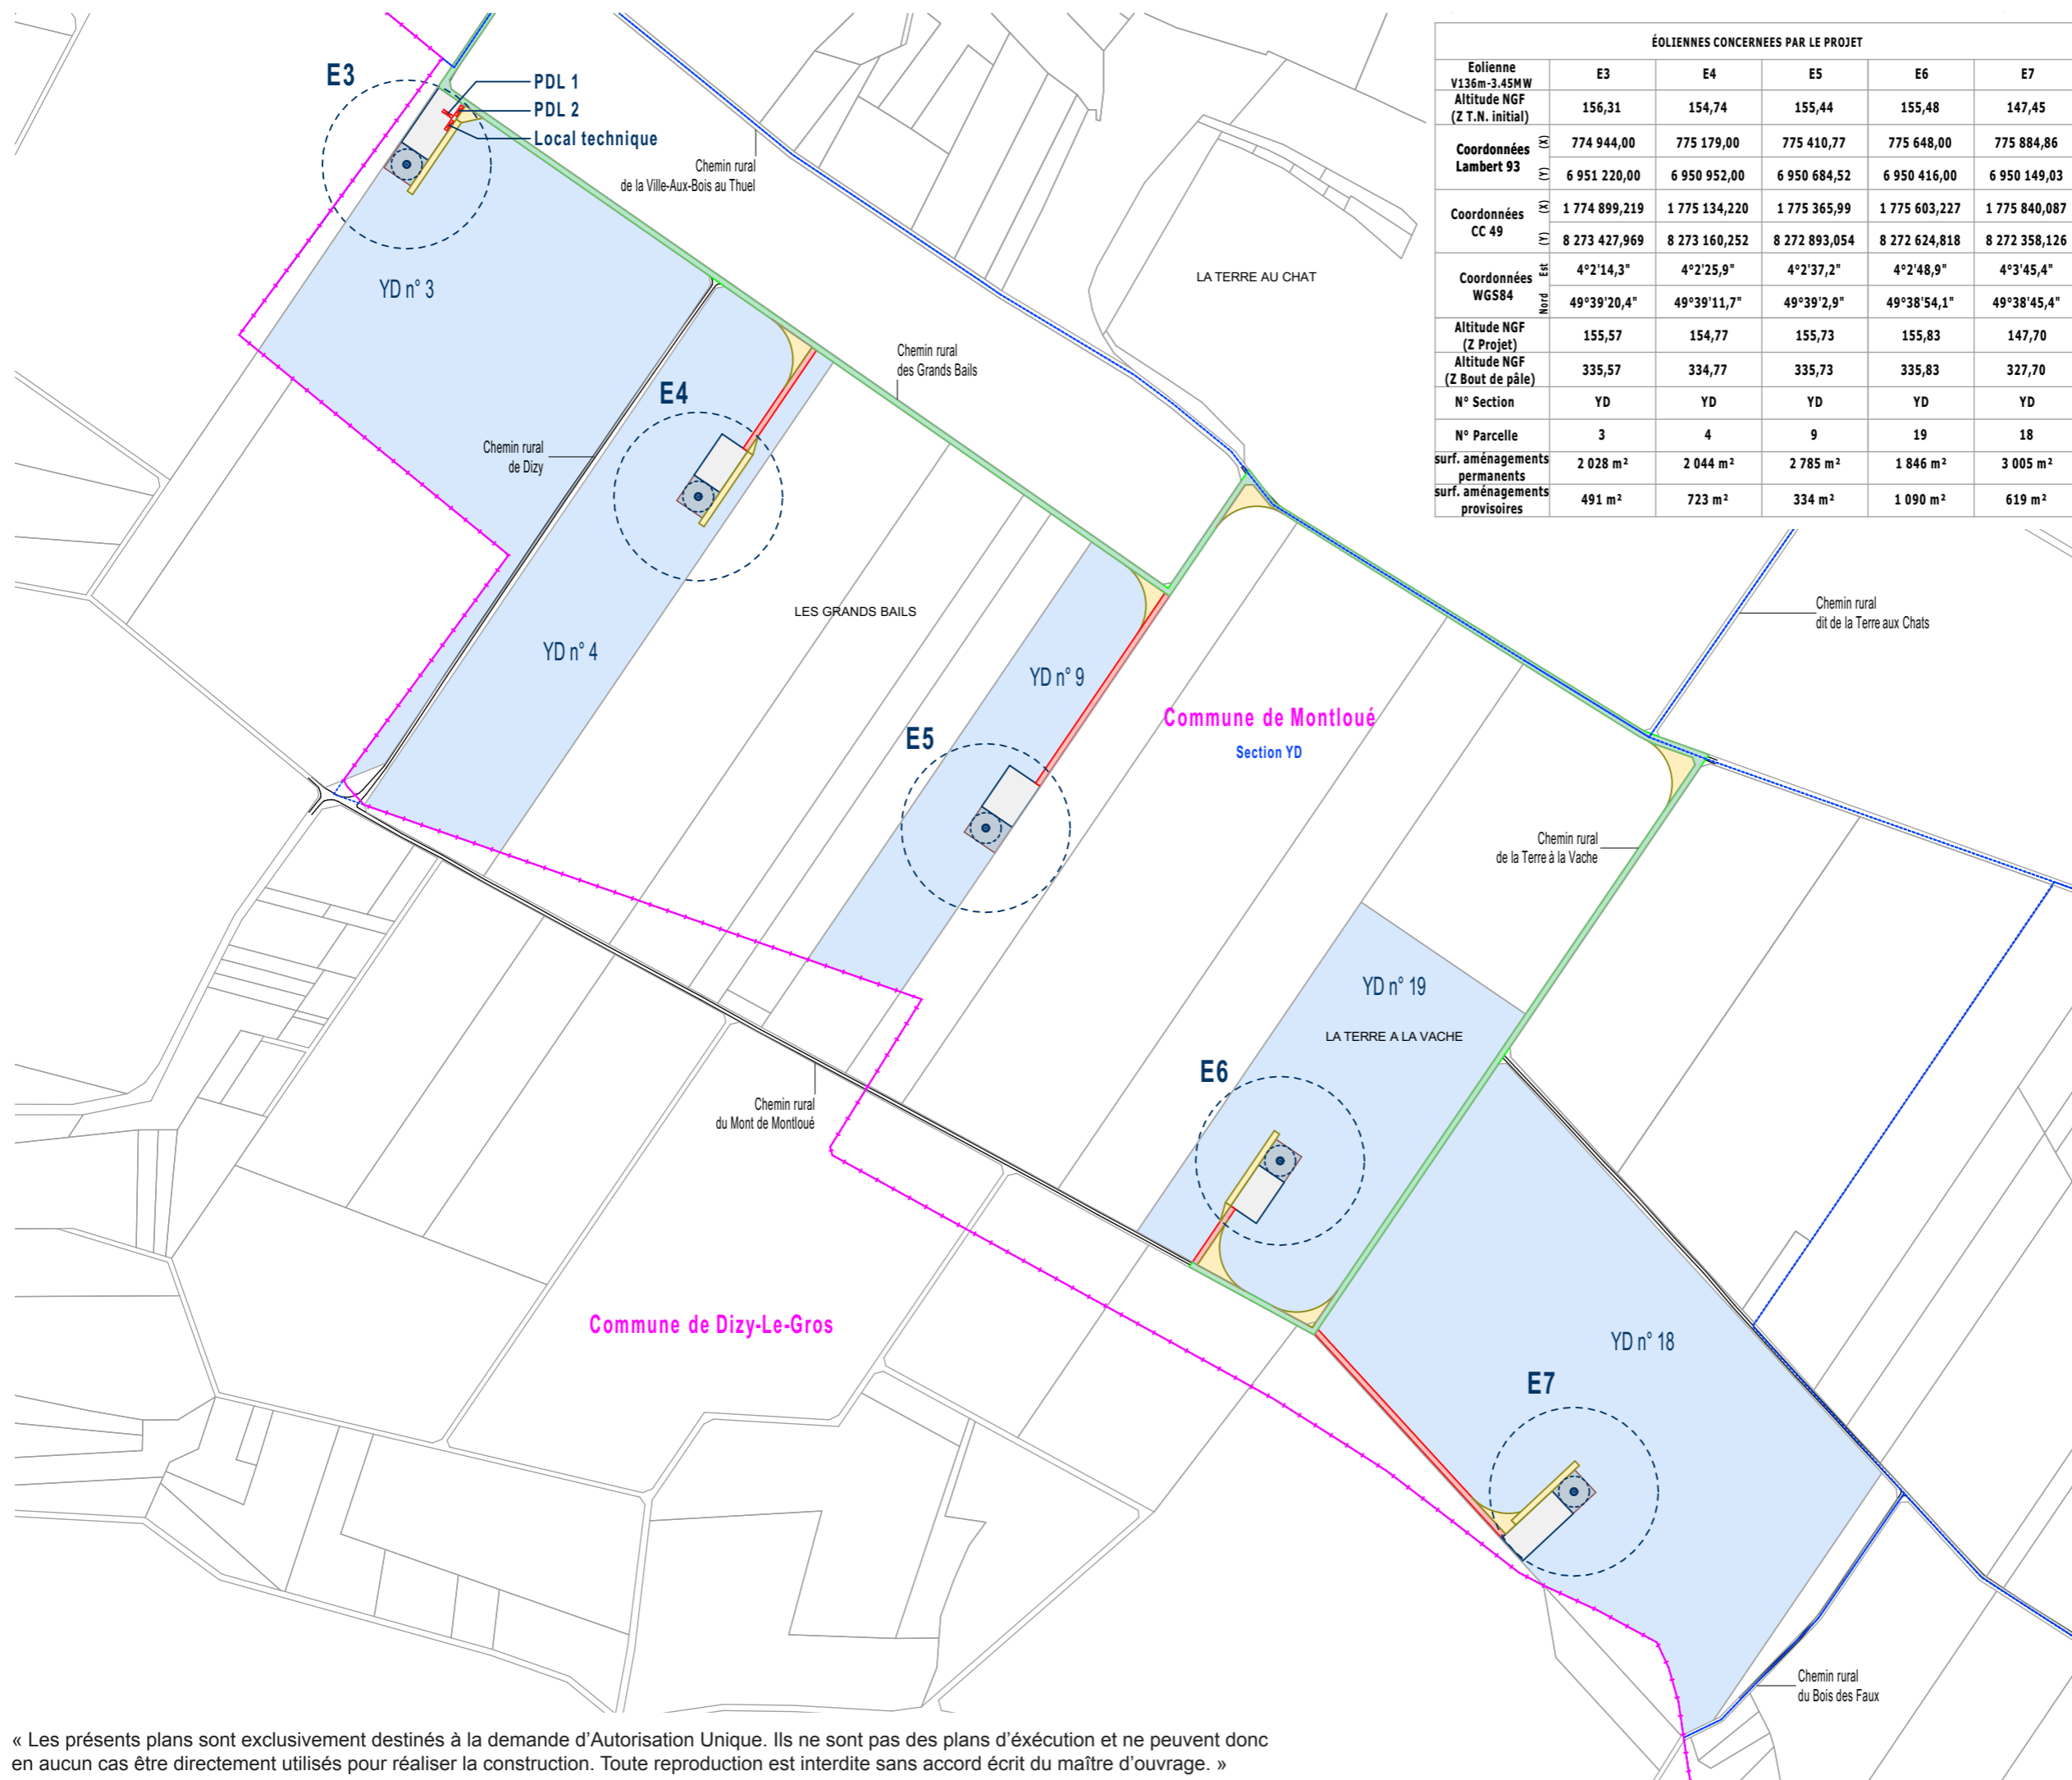 E3
PDL 1
PDL 2
Local technique
Chemin rural
de la Ville-Aux-Bois au Thuel
YD n° 3
LA TERRE AU CHAT
Chemin rural
des Grands Bails
E4
Chemin rural
de Dizy
LES GRANDS BAILS
YD n° 4
YD n° 9
Chemin rural
dit de la Terre aux Chats
Commune de Montloué
Section YD
E5
Chemin rural
de la Terre à la Vache
YD n° 19
LA TERRE A LA VACHE
E6
Chemin rural
du Mont de Montloué
Commune de Dizy-Le-Gros
YD n° 18
E7
Chemin rural
du Bois des Faux
ÉOLIENNES CONCERNEES PAR LE PROJET
Eolienne V136m-3.45MW E3 E4 E5 E6 E7
Altitude NGF (Z T.N. initial) 156,31 154,74 155,44 155,48 147,45
Coordonnées Lambert 93 (X) 774 944,00 775 179,00 775 410,77 775 648,00 775 884,86
(Y) 6 951 220,00 6 950 952,00 6 950 684,52 6 950 416,00 6 950 149,03
Coordonnées CC 49 (X) 1 774 899,219 1 775 134,220 1 775 365,99 1 775 603,227 1 775 840,087
(Y) 8 273 427,969 8 273 160,252 8 272 893,054 8 272 624,818 8 272 358,126
Coordonnées WGS84 Est 4°2'14,3" 4°2'25,9" 4°2'37,2" 4°2'48,9" 4°3'45,4"
Nord 49°39'20,4" 49°39'11,7" 49°39'2,9" 49°38'54,1" 49°38'45,4"
Altitude NGF (Z Projet) 155,57 154,77 155,73 155,83 147,70
Altitude NGF (Z Bout de pâle) 335,57 334,77 335,73 335,83 327,70
N° Section YD YD YD YD YD
N° Parcelle 3 4 9 19 18
surf. aménagements permanents 2 028 m² 2 044 m² 2 785 m² 1 846 m² 3 005 m²
surf. aménagements provisoires 491 m² 723 m² 334 m² 1 090 m² 619 m²
« Les présents plans sont exclusivement destinés à la demande d'Autorisation Unique. Ils ne sont pas des plans d'éxécution et ne peuvent donc
en aucun cas être directement utilisés pour réaliser la construction. Toute reproduction est interdite sans accord écrit du maître d'ouvrage. »